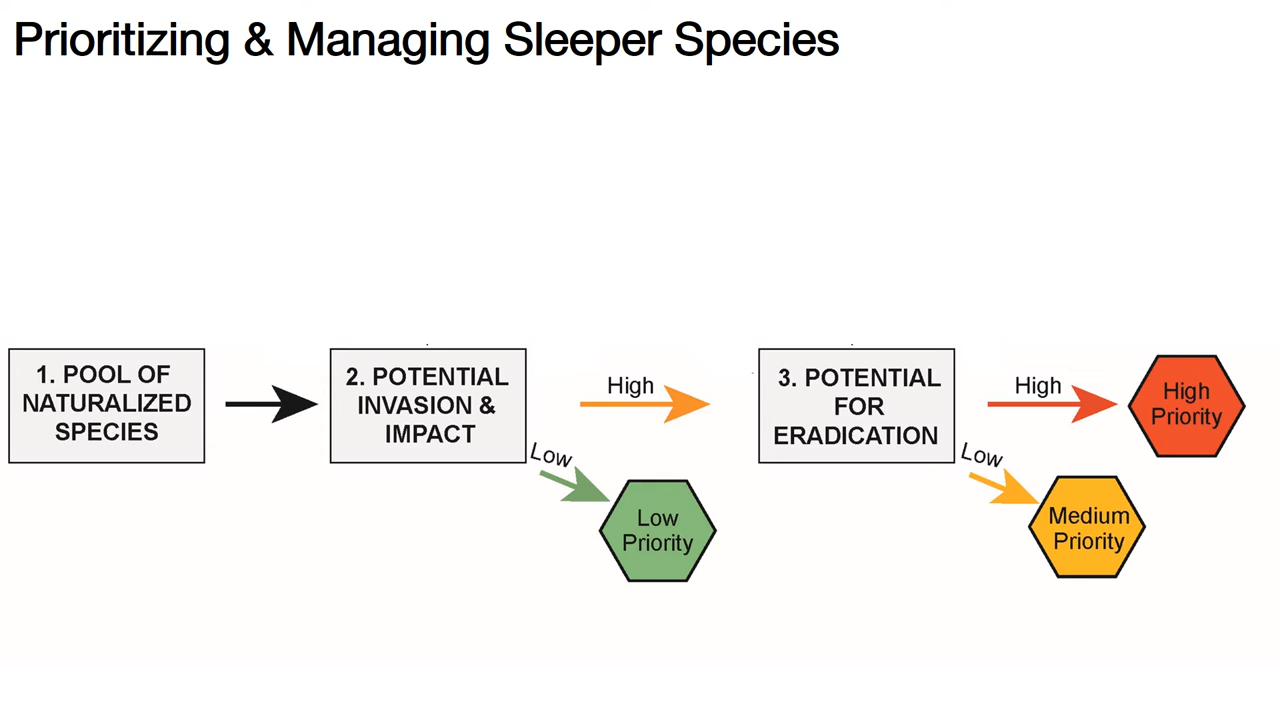 Prioritizing & Managing Sleeper Species
1. POOL OF
NATURALIZED
SPECIES
2. POTENTIAL
INVASION &
IMPACT
High
Low
Low
Priority
3. POTENTIAL
FOR
ERADICATION
High
High
Priority
Low
Medium
Priority